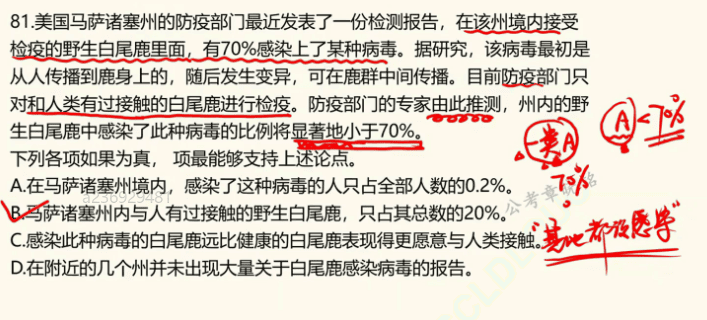 81.美国马萨诸塞州的防疫部门最近发表了一份检测报告，在该州境内接受
检疫的野生白尾鹿里面，有70%感染上了某种病毒。据研究，该病毒最初是
从人传播到鹿身上的，随后发生变异，可在鹿群中间传播。目前防疫部门只
对和人类有过接触的白尾鹿进行检疫。防疫部门的专家由此推测，州内的野
生白尾鹿中感染了此种病毒的比例将显著地小于70%。
下列各项如果为真， 项最能够支持上述论点。
A.在马萨诸塞州境内，感染了这种病毒的人只占全部人数的0.2%。
B.马萨诸塞州内与人有过接触的野生白尾鹿，只占其总数的20%。
C.感染此种病毒的白尾鹿远比健康的白尾鹿表现得更愿意与人类接触。
D.在附近的几个州并未出现大量关于白尾鹿感染病毒的报告。
一类A
70%
A <70%
a236929481